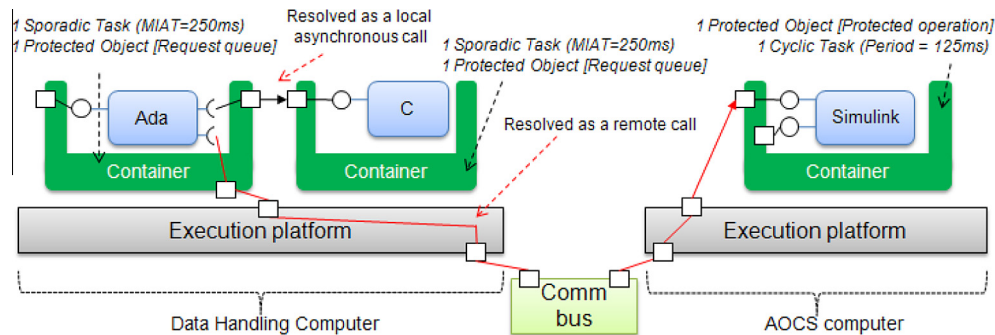 1 Sporadic Task (MIAT=250ms)
1 Protected Object [Request queue]
Resolved as a local
asynchronous call
1 Sporadic Task (MIAT=250ms)
1 Protected Object [Request queue]
1 Protected Object [Protected operation]
1 Cyclic Task (Period = 125ms)
Ada
C
Simulink
Resolved as a remote call
Container
Container
Container
Execution platform
Execution platform
Comm
bus
Data Handling Computer
AOCS computer